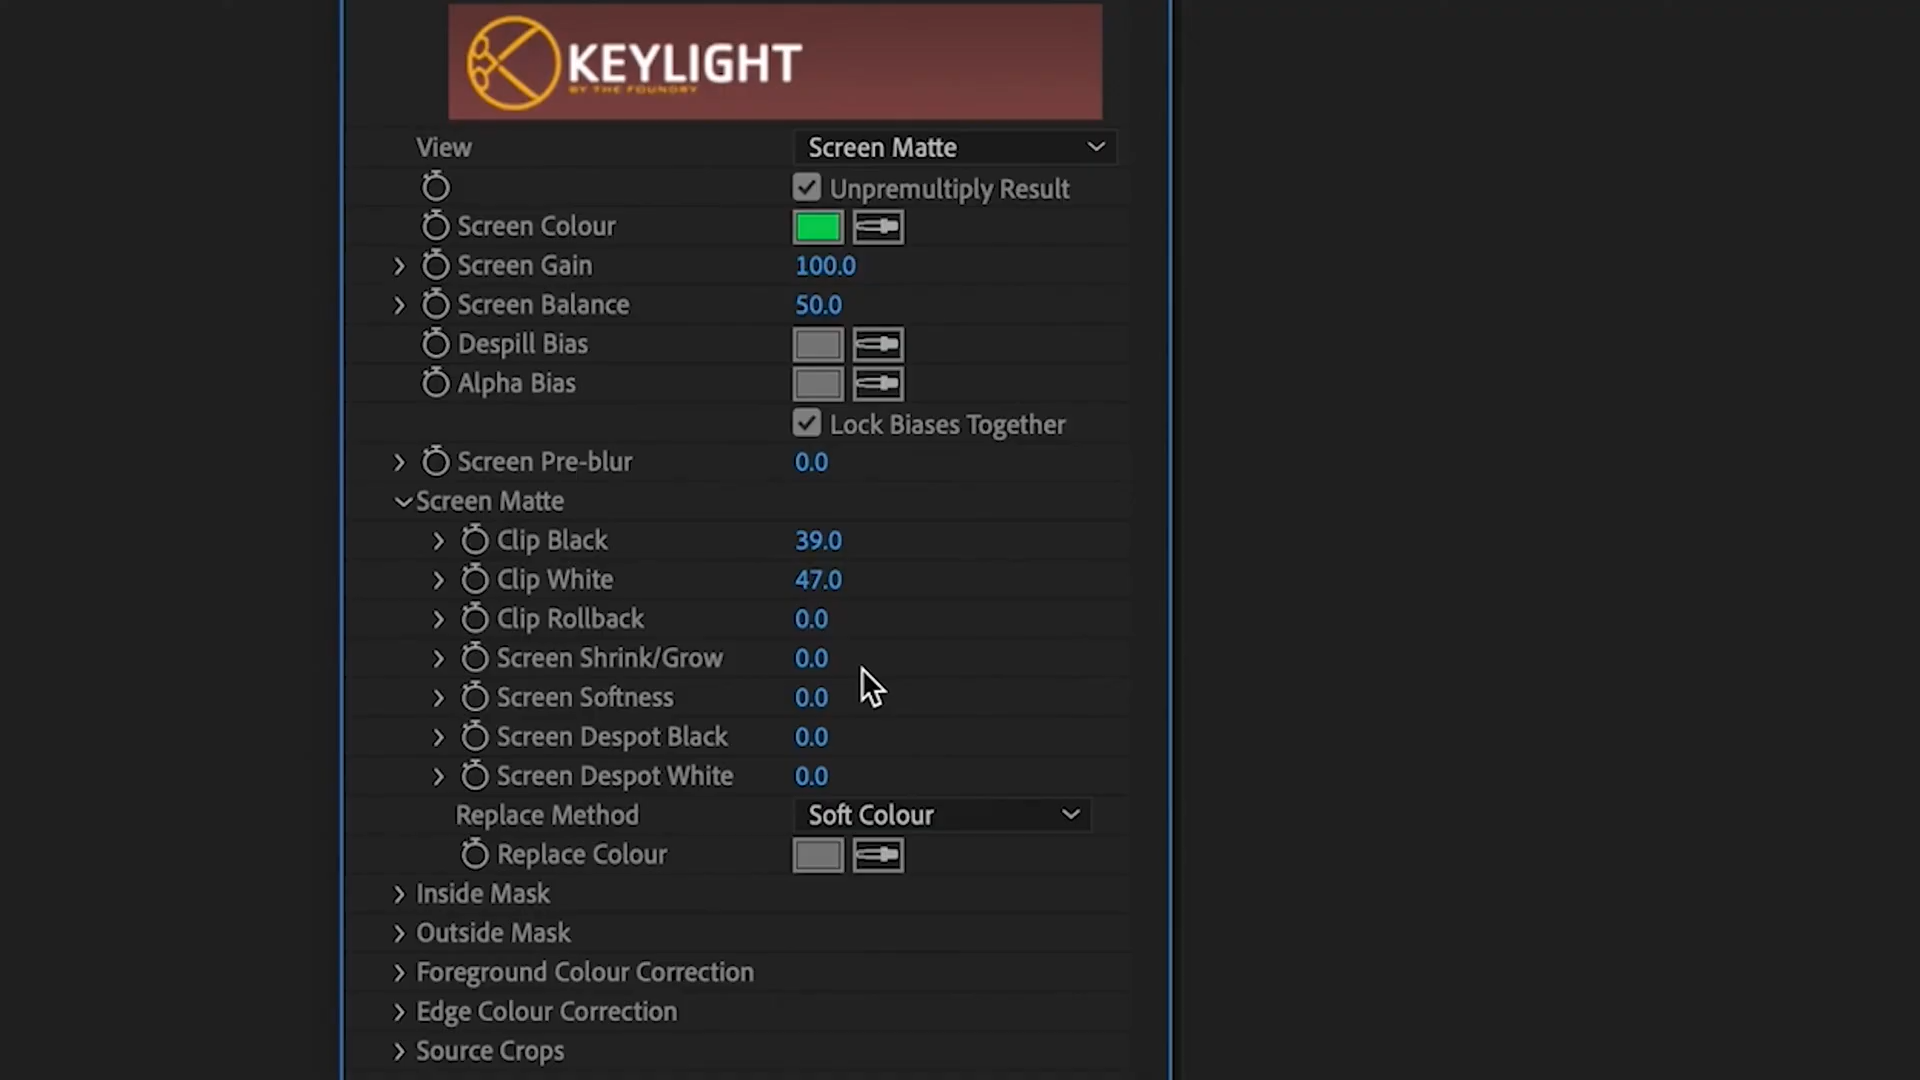 KEYLIGHT
BY THE FOUNDRY
View Screen Matte
Unpremultiply Result
Screen Colour
Screen Gain 100.0
Screen Balance 50.0
Despill Bias
Alpha Bias
Lock Biases Together
Screen Pre-blur 0.0
Screen Matte
Clip Black 39.0
Clip White 47.0
Clip Rollback 0.0
Screen Shrink/Grow 0.0
Screen Softness 0.0
Screen Despot Black 0.0
Screen Despot White 0.0
Replace Method Soft Colour
Replace Colour
Inside Mask
Outside Mask
Foreground Colour Correction
Edge Colour Correction
Source Crops